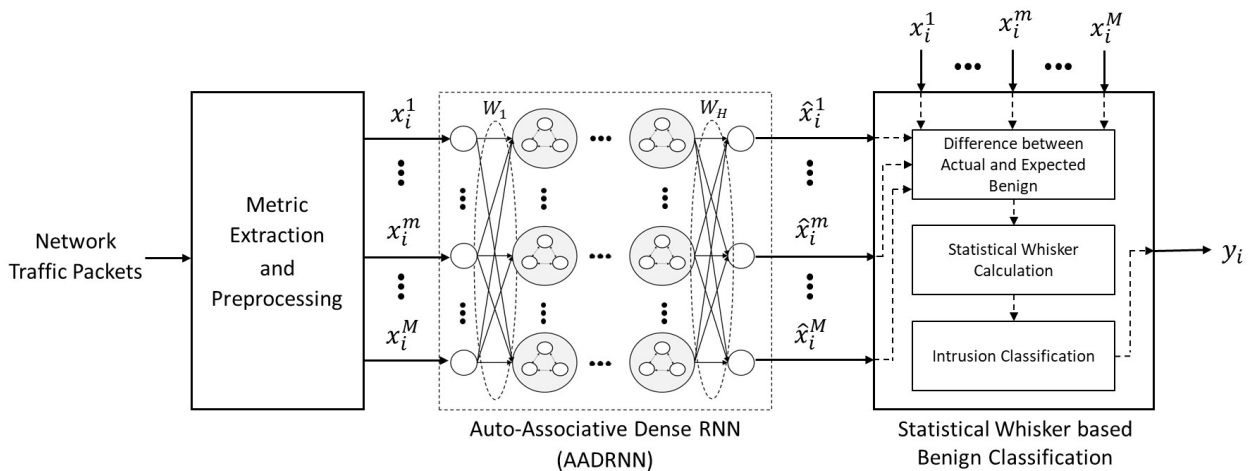 x_i^1 x_i^m x_i^M
Network
Traffic Packets
Metric
Extraction
and
Preprocessing
x_i^1
x_i^m
x_i^M
W_1
W_H
x̂_i^1
x̂_i^m
x̂_i^M
Difference between
Actual and Expected
Benign
Statistical Whisker
Calculation
Intrusion Classification
y_i
Auto-Associative Dense RNN
(AADRNN)
Statistical Whisker based
Benign Classification